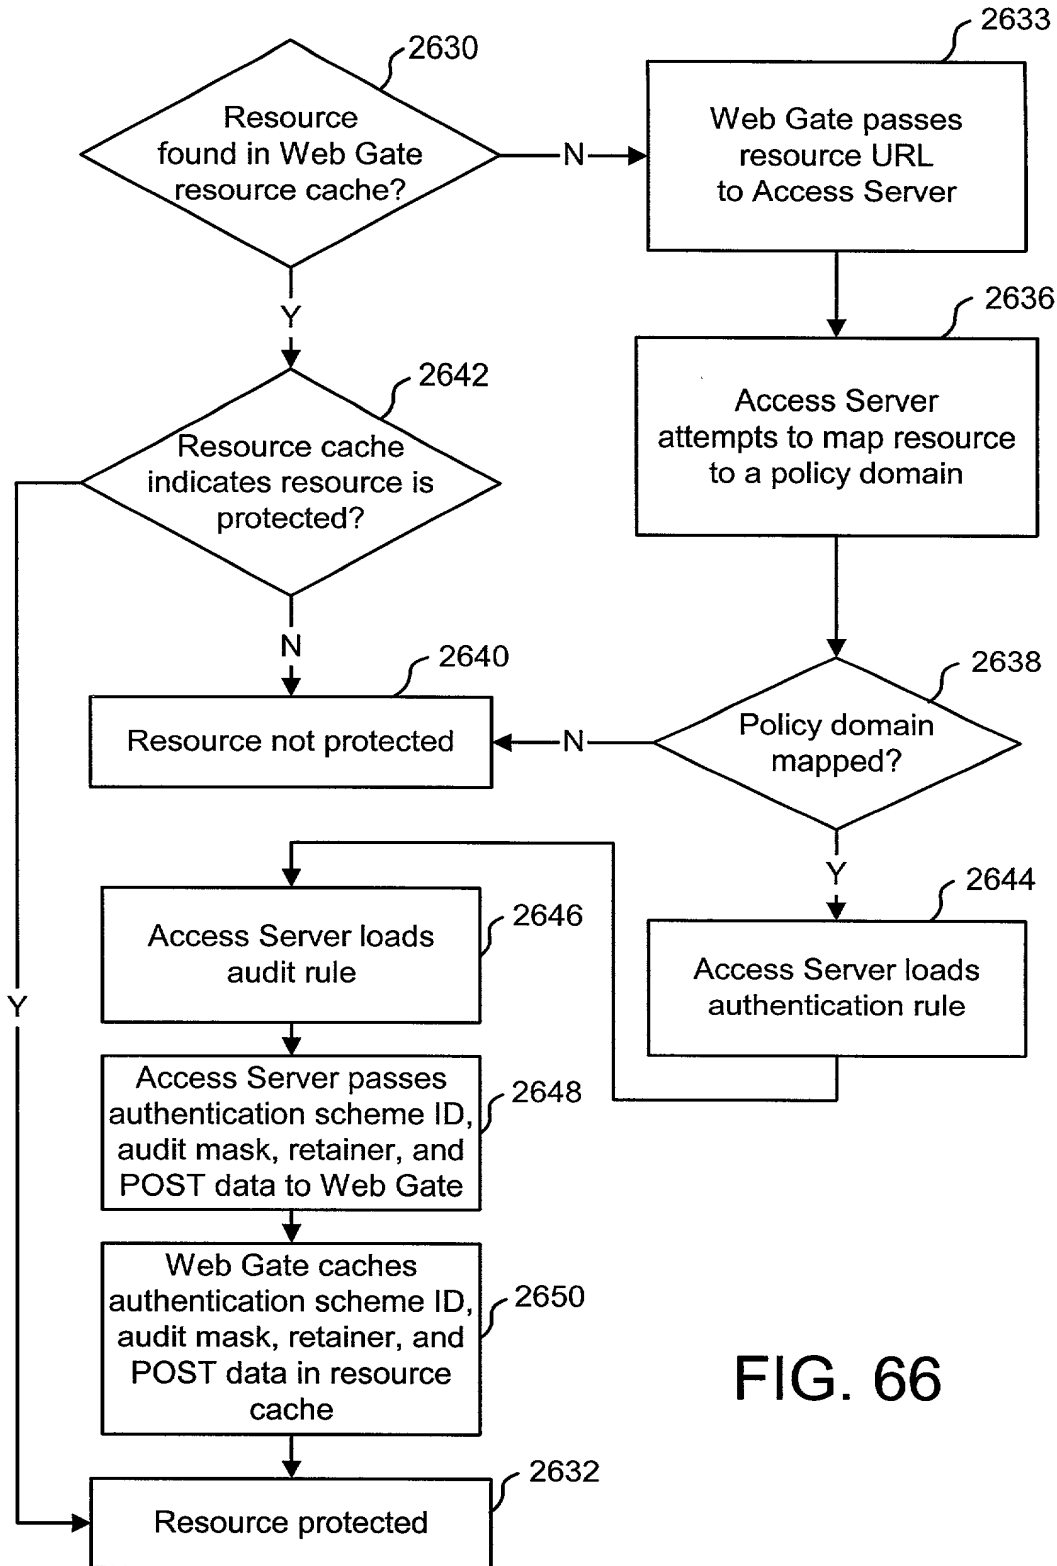 2630
Resource
found in Web Gate
resource cache?
N
2633
Web Gate passes
resource URL
to Access Server
Y
2636
Access Server
attempts to map resource
to a policy domain
2642
Resource cache
indicates resource is
protected?
N
2640
Resource not protected
N
2638
Policy domain
mapped?
Y
2644
Access Server loads
authentication rule
2646
Access Server loads
audit rule
Y
Access Server passes
authentication scheme ID,
audit mask, retainer, and
POST data to Web Gate
2648
Web Gate caches
authentication scheme ID,
audit mask, retainer, and
POST data in resource
cache
2650
2632
Resource protected
FIG. 66